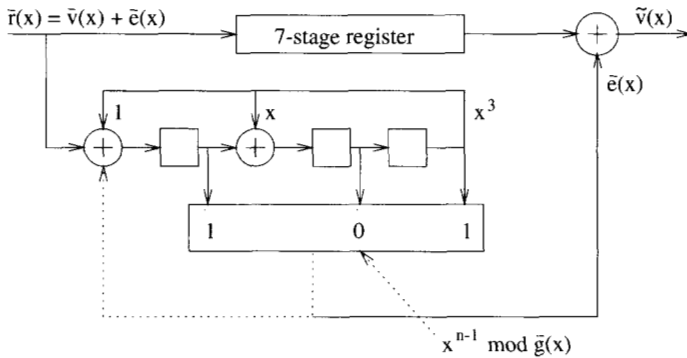 r̄(x) = v̄(x) + ē(x)
7-stage register
+
ṽ(x)
ē(x)
1
x
x³
+
+
1 0 1
xⁿ⁻¹ mod ḡ(x)